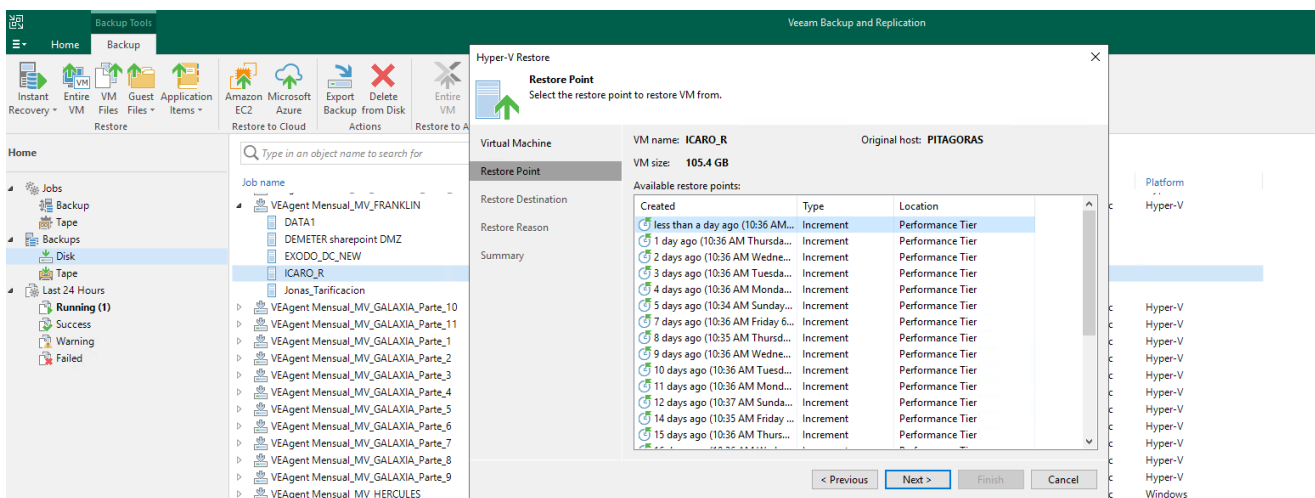 Backup Tools
Veeam Backup and Replication
Home
Backup
Instant
Recovery
Entire
VM
VM
Files
Guest
Files
Application
Items
Amazon
EC2
Microsoft
Azure
Export
Backup
Delete
from Disk
Entire
VM
Restore
Restore to Cloud
Actions
Restore to A
Home
Jobs
Backup
Tape
Backups
Disk
Tape
Last 24 Hours
Running (1)
Success
Warning
Failed
Type in an object name to search for
Job name
VEAgent Mensual_MV_FRANKLIN
DATA1
DEMETER sharepoint DMZ
EXODO_DC_NEW
ICARO_R
Jonas_Tarificacion
VEAgent Mensual_MV_GALAXIA_Parte_10
VEAgent Mensual_MV_GALAXIA_Parte_11
VEAgent Mensual_MV_GALAXIA_Parte_1
VEAgent Mensual_MV_GALAXIA_Parte_2
VEAgent Mensual_MV_GALAXIA_Parte_3
VEAgent Mensual_MV_GALAXIA_Parte_4
VEAgent Mensual_MV_GALAXIA_Parte_5
VEAgent Mensual_MV_GALAXIA_Parte_6
VEAgent Mensual_MV_GALAXIA_Parte_7
VEAgent Mensual_MV_GALAXIA_Parte_8
VEAgent Mensual_MV_GALAXIA_Parte_9
VEAgent Mensual_MV_HERCULES
Hyper-V Restore
Restore Point
Select the restore point to restore VM from.
Virtual Machine
Restore Point
Restore Destination
Restore Reason
Summary
VM name: ICARO_R Original host: PITAGORAS
VM size: 105.4 GB
Available restore points:
Created Type Location
less than a day ago (10:36 AM... Increment Performance Tier
1 day ago (10:36 AM Thursda... Increment Performance Tier
2 days ago (10:36 AM Wedne... Increment Performance Tier
3 days ago (10:36 AM Tuesda... Increment Performance Tier
4 days ago (10:36 AM Monda... Increment Performance Tier
5 days ago (10:34 AM Sunday... Increment Performance Tier
7 days ago (10:36 AM Friday 6... Increment Performance Tier
8 days ago (10:35 AM Thursd... Increment Performance Tier
9 days ago (10:36 AM Wedne... Increment Performance Tier
10 days ago (10:36 AM Tuesd... Increment Performance Tier
11 days ago (10:36 AM Mond... Increment Performance Tier
12 days ago (10:37 AM Sunda... Increment Performance Tier
14 days ago (10:35 AM Friday ... Increment Performance Tier
15 days ago (10:36 AM Thurs... Increment Performance Tier
< Previous
Next >
Finish
Cancel
Platform
c Hyper-V
c Hyper-V
c Hyper-V
c Hyper-V
c Hyper-V
c Hyper-V
c Hyper-V
c Hyper-V
c Hyper-V
c Hyper-V
c Hyper-V
c Hyper-V
c Windows